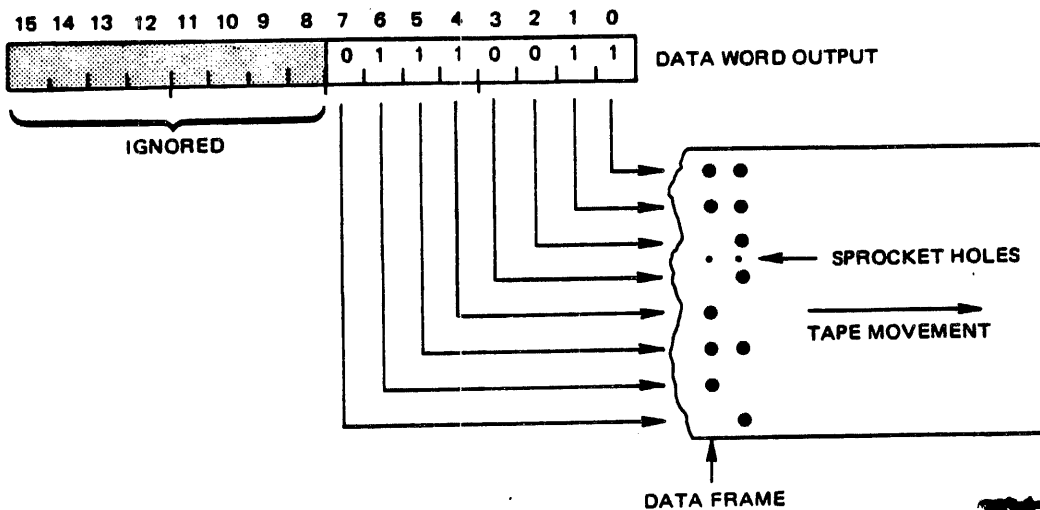 15 14 13 12 11 10 9 8 7 6 5 4 3 2 1 0
0 1 1 1 0 0 1 1 DATA WORD OUTPUT
IGNORED
SPROCKET HOLES
TAPE MOVEMENT
DATA FRAME